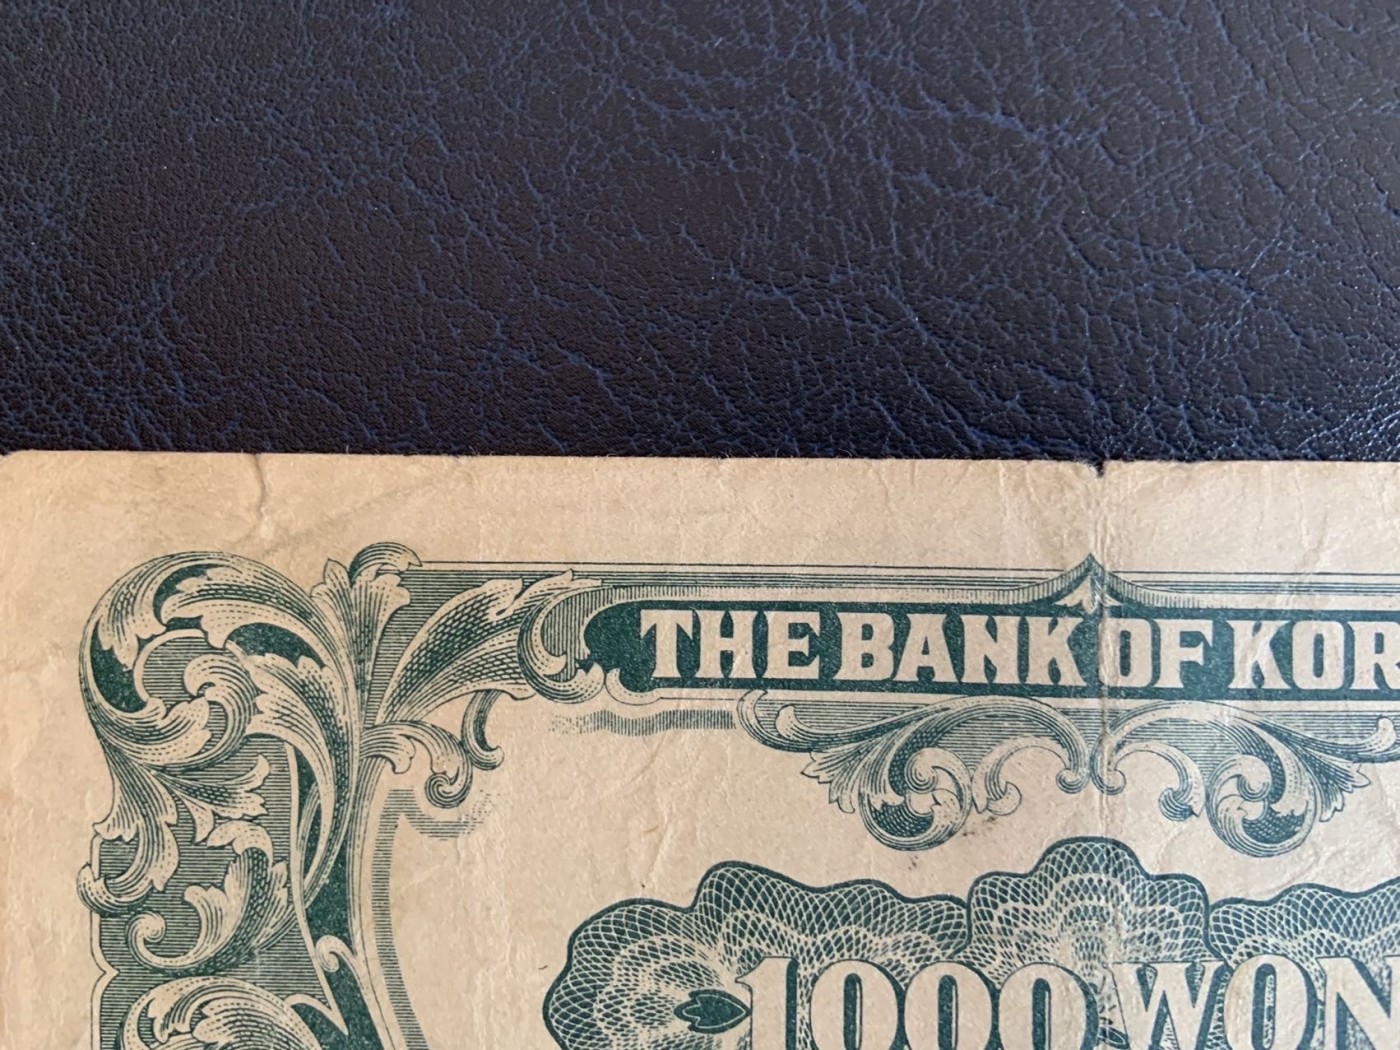 THE BANK OF KOR
1000 WON